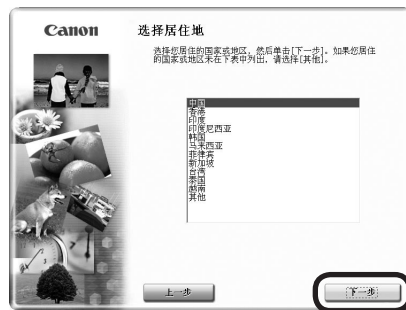 Canon
选择居住地
选择您居住的国家或地区，然后单击[下一步]。如果您居住
的国家或地区未在下表中列出，请选择[其他]。
中国
香港
印度
印度尼西亚
韩国
马来西亚
菲律宾
新加坡
台湾
泰国
越南
其他
上一步
下一步